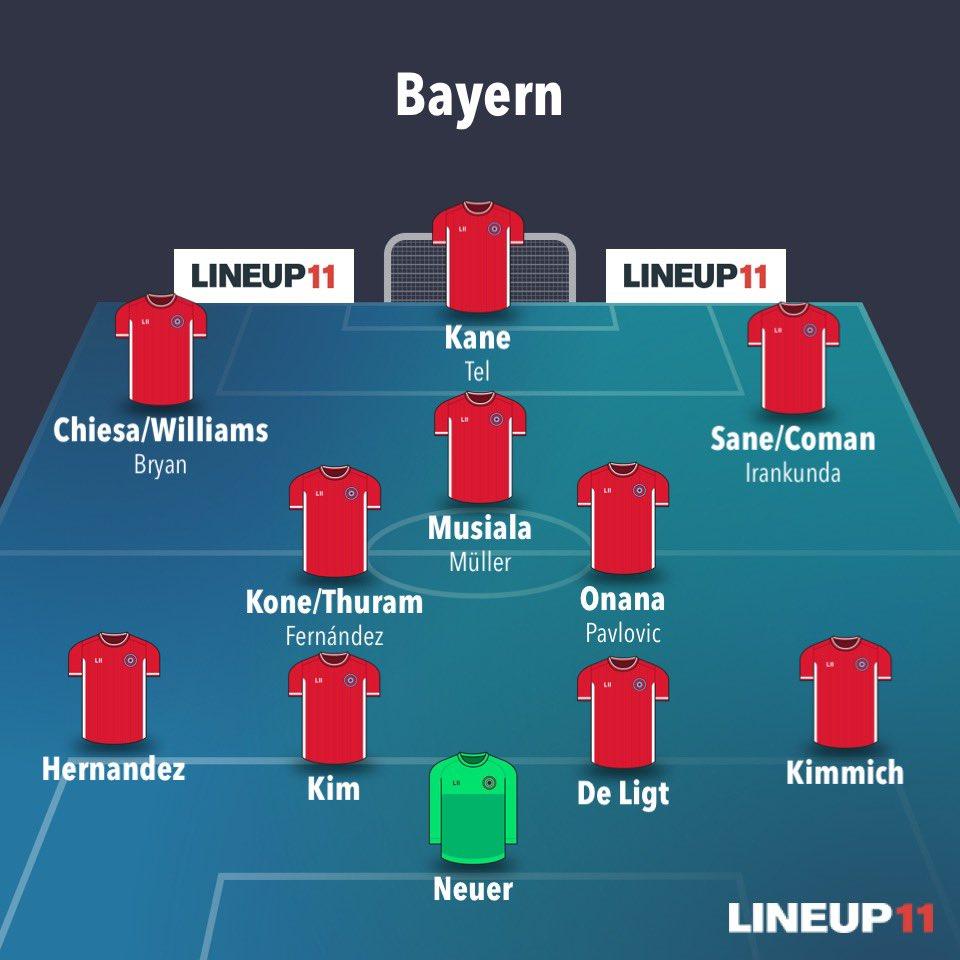 Bayern
LINEUP11
LINEUP11
Kane
Tel
Chiesa/Williams
Bryan
Sane/Coman
Irankunda
Musiala
Müller
Kone/Thuram
Fernández
Onana
Pavlovic
Hernandez
Kim
De Ligt
Kimmich
Neuer
LINEUP11